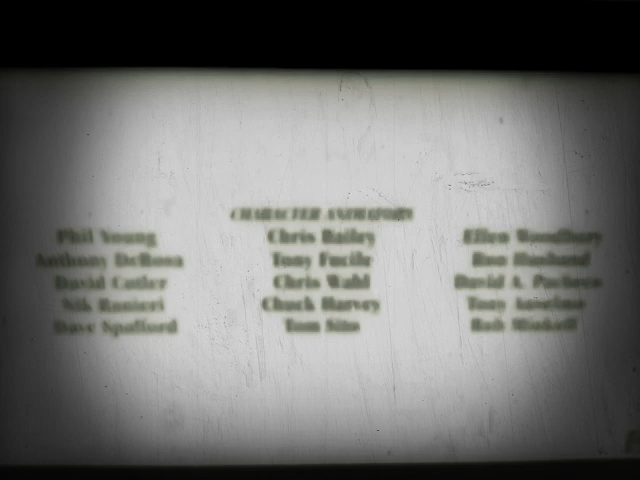 CHARACTER ANIMATORS
Phil Young Chris Bailey Ellen Woodbury
Anthony DeRosa Tony Fucile Ron Husband
David Cutler Chris Wahl David A. Pacheco
Nik Ranieri Chuck Harvey Tony Anselmo
Dave Spafford Tom Sito Rob Minkoff